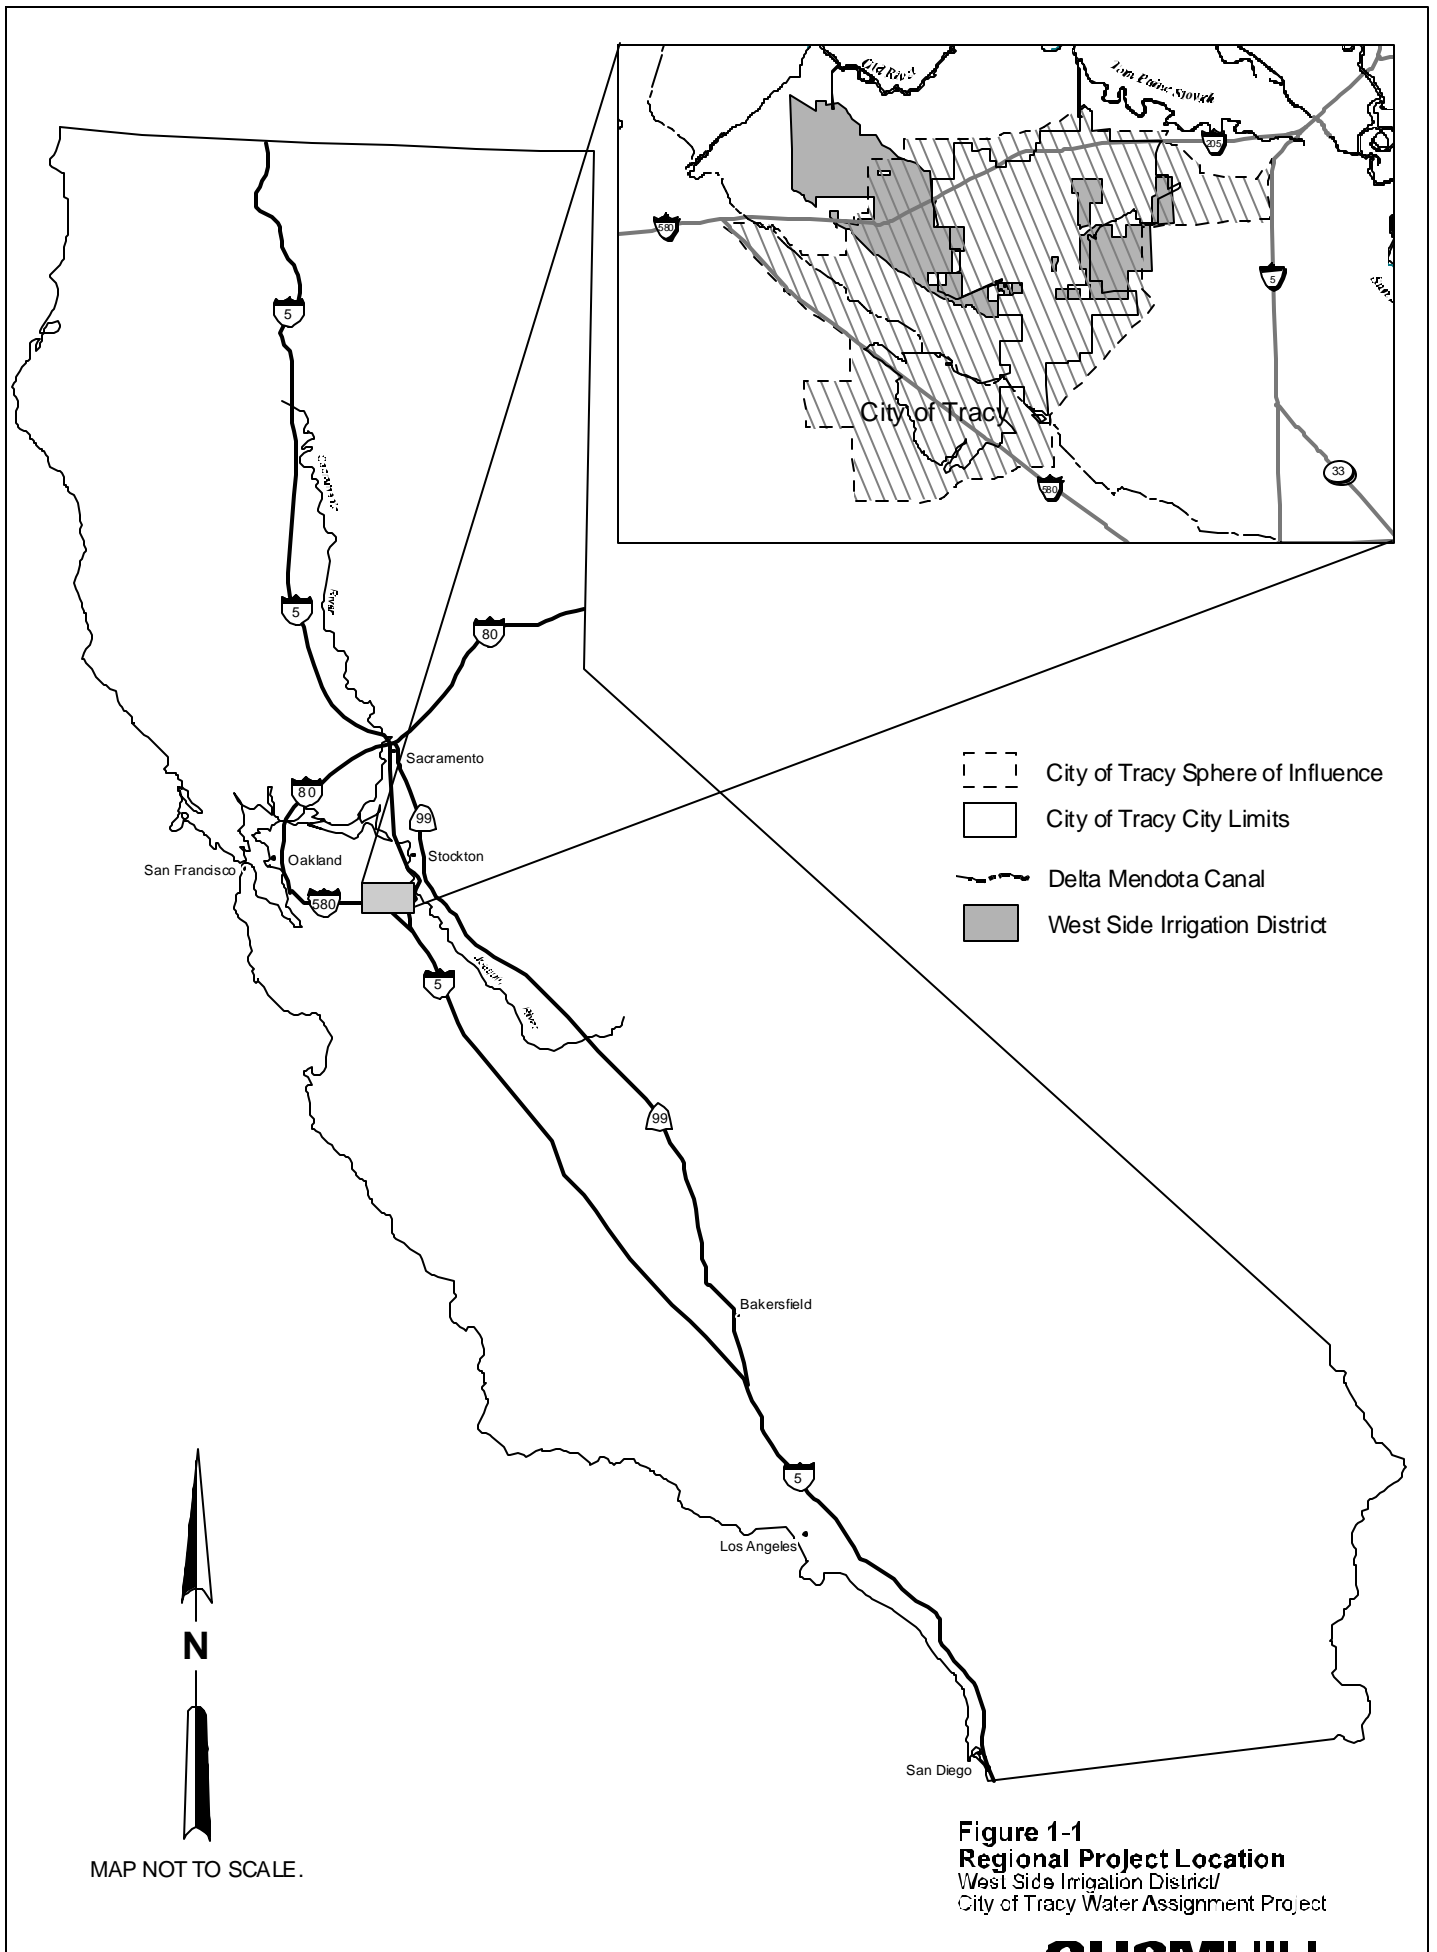 Old River
Tom Paine Slough
205
580
5
City of Tracy
33
580
5
Sacramento
River
5
80
Sacramento
80
99
Stockton
Oakland
San Francisco
580
5
River
99
Bakersfield
5
Los Angeles
San Diego
City of Tracy Sphere of Influence
City of Tracy City Limits
Delta Mendota Canal
West Side Irrigation District
N
MAP NOT TO SCALE.
Figure 1-1
Regional Project Location
West Side Irrigation District/
City of Tracy Water Assignment Project